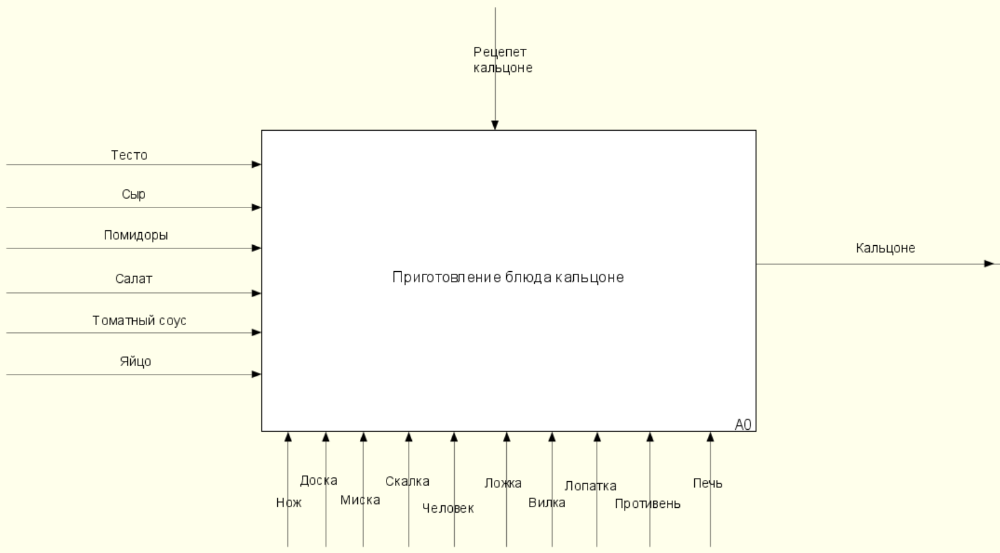 Рецепет
кальцоне
Тесто
Сыр
Помидоры
Салат
Томатный соус
Яйцо
Приготовление блюда кальцоне
Кальцоне
A0
Нож
Доска
Миска
Скалка
Человек
Ложка
Вилка
Лопатка
Противень
Печь